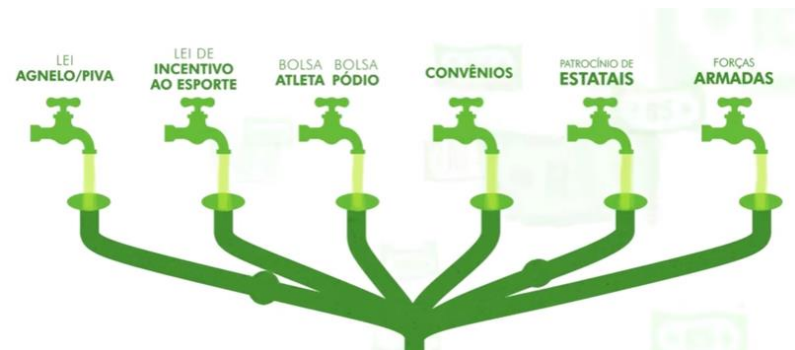 LEI
AGNELO/PIVA
LEI DE
INCENTIVO
AO ESPORTE
BOLSA BOLSA
ATLETA PÓDIO
CONVÊNIOS
PATROCÍNIO DE
ESTATAIS
FORÇAS
ARMADAS